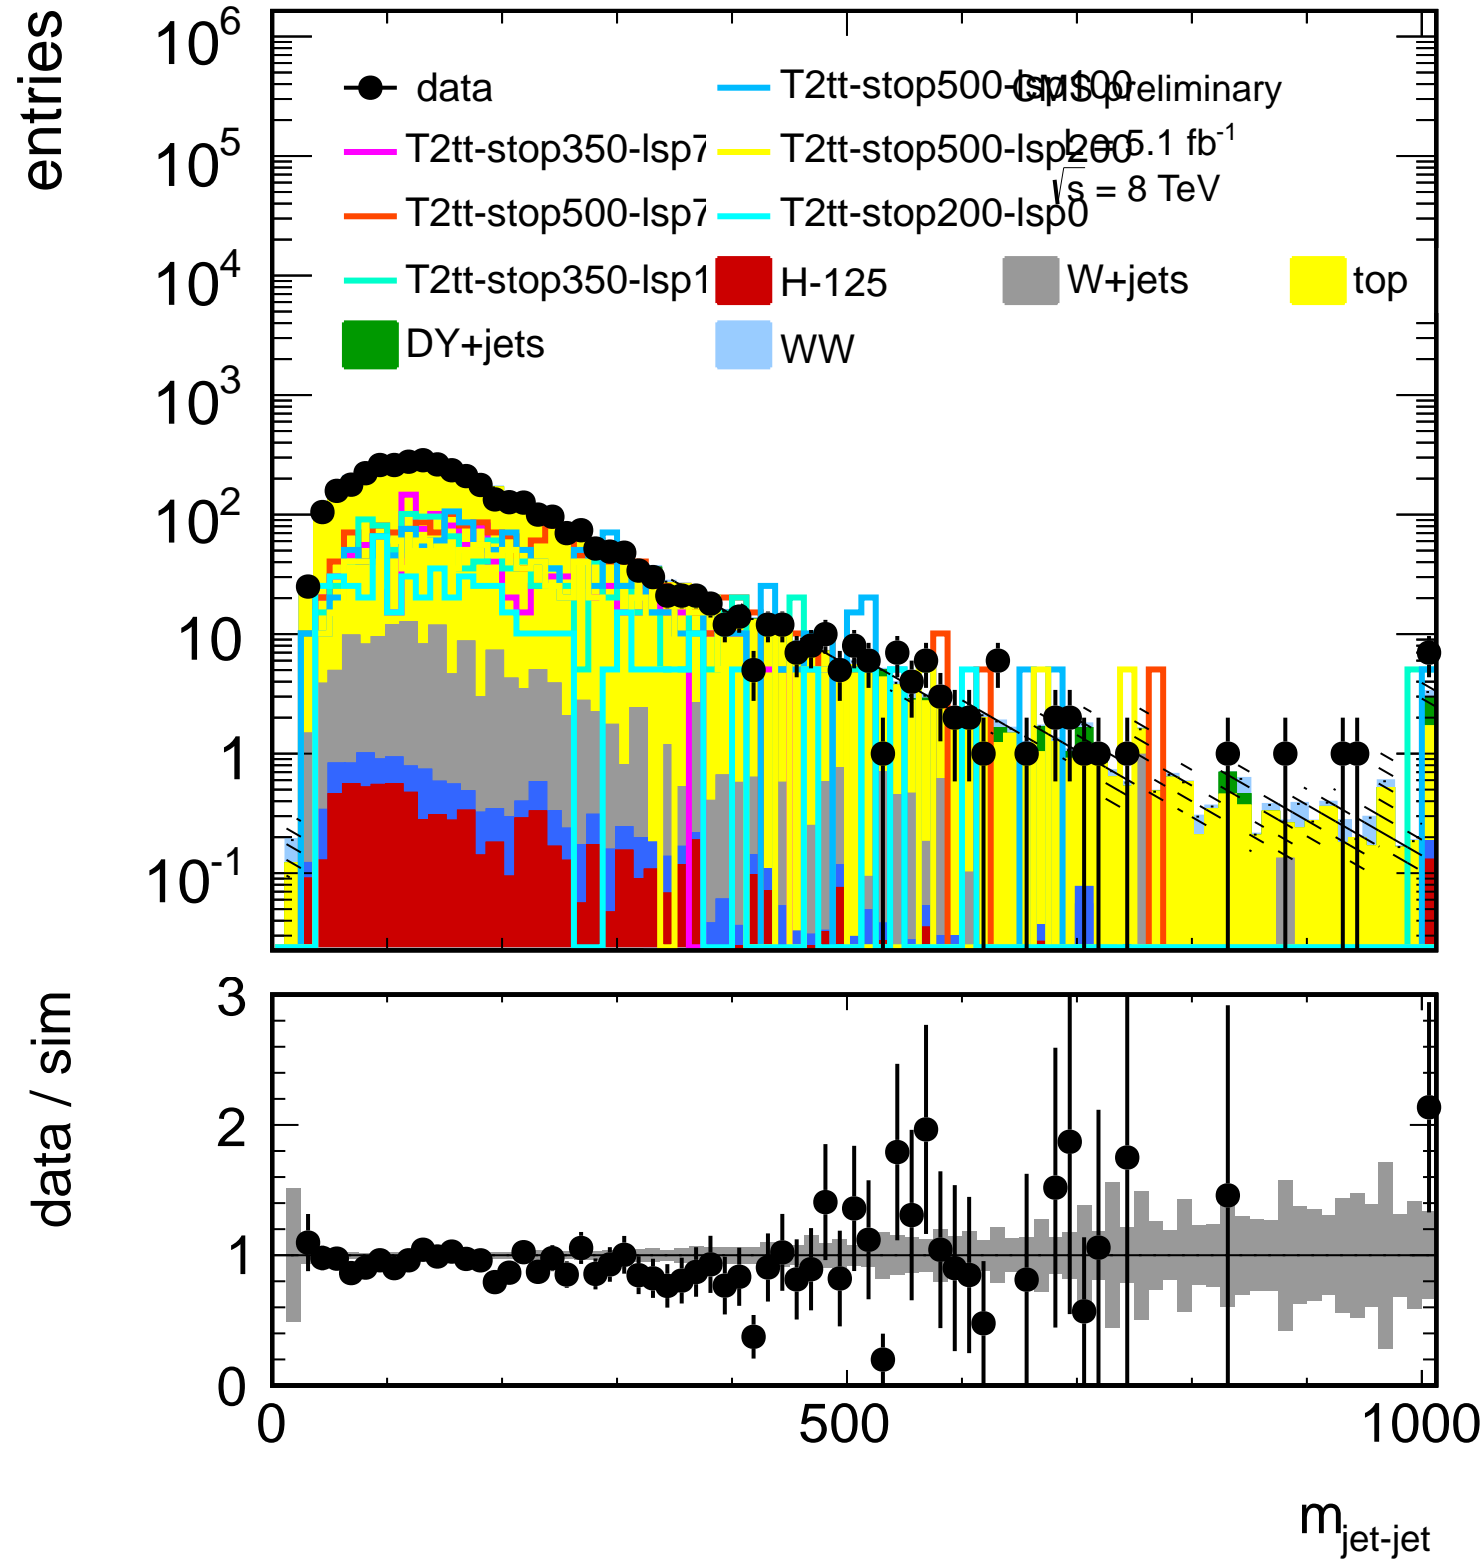 entries
10^6
10^5
10^4
10^3
10^2
10
1
10^-1
data
T2tt-stop500-lsp100
CMS preliminary
T2tt-stop350-lsp7
T2tt-stop500-lsp200
L = 5.1 fb^-1
√s = 8 TeV
T2tt-stop500-lsp7
T2tt-stop200-lsp0
T2tt-stop350-lsp1
H-125
W+jets
top
DY+jets
WW
data / sim
3
2
1
0
0 500 1000
m_jet-jet